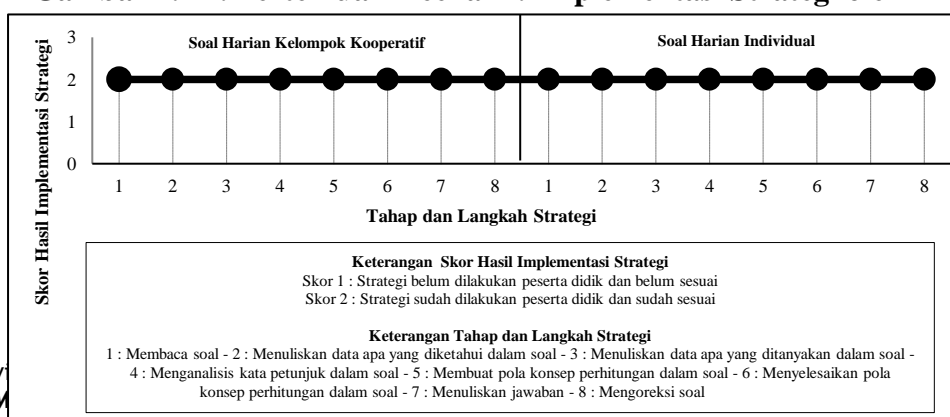 3
Soal Harian Kelompok Kooperatif
Soal Harian Individual
2
1
0
Skor Hasil Implementasi Strategi
1 2 3 4 5 6 7 8 1 2 3 4 5 6 7 8
Tahap dan Langkah Strategi
Keterangan Skor Hasil Implementasi Strategi
Skor 1 : Strategi belum dilakukan peserta didik dan belum sesuai
Skor 2 : Strategi sudah dilakukan peserta didik dan sudah sesuai
Keterangan Tahap dan Langkah Strategi
1 : Membaca soal - 2 : Menuliskan data apa yang diketahui dalam soal - 3 : Menuliskan data apa yang ditanyakan dalam soal -
4 : Menganalisis kata petunjuk dalam soal - 5 : Membuat pola konsep perhitungan dalam soal - 6 : Menyelesaikan pola
konsep perhitungan dalam soal - 7 : Menuliskan jawaban - 8 : Mengoreksi soal